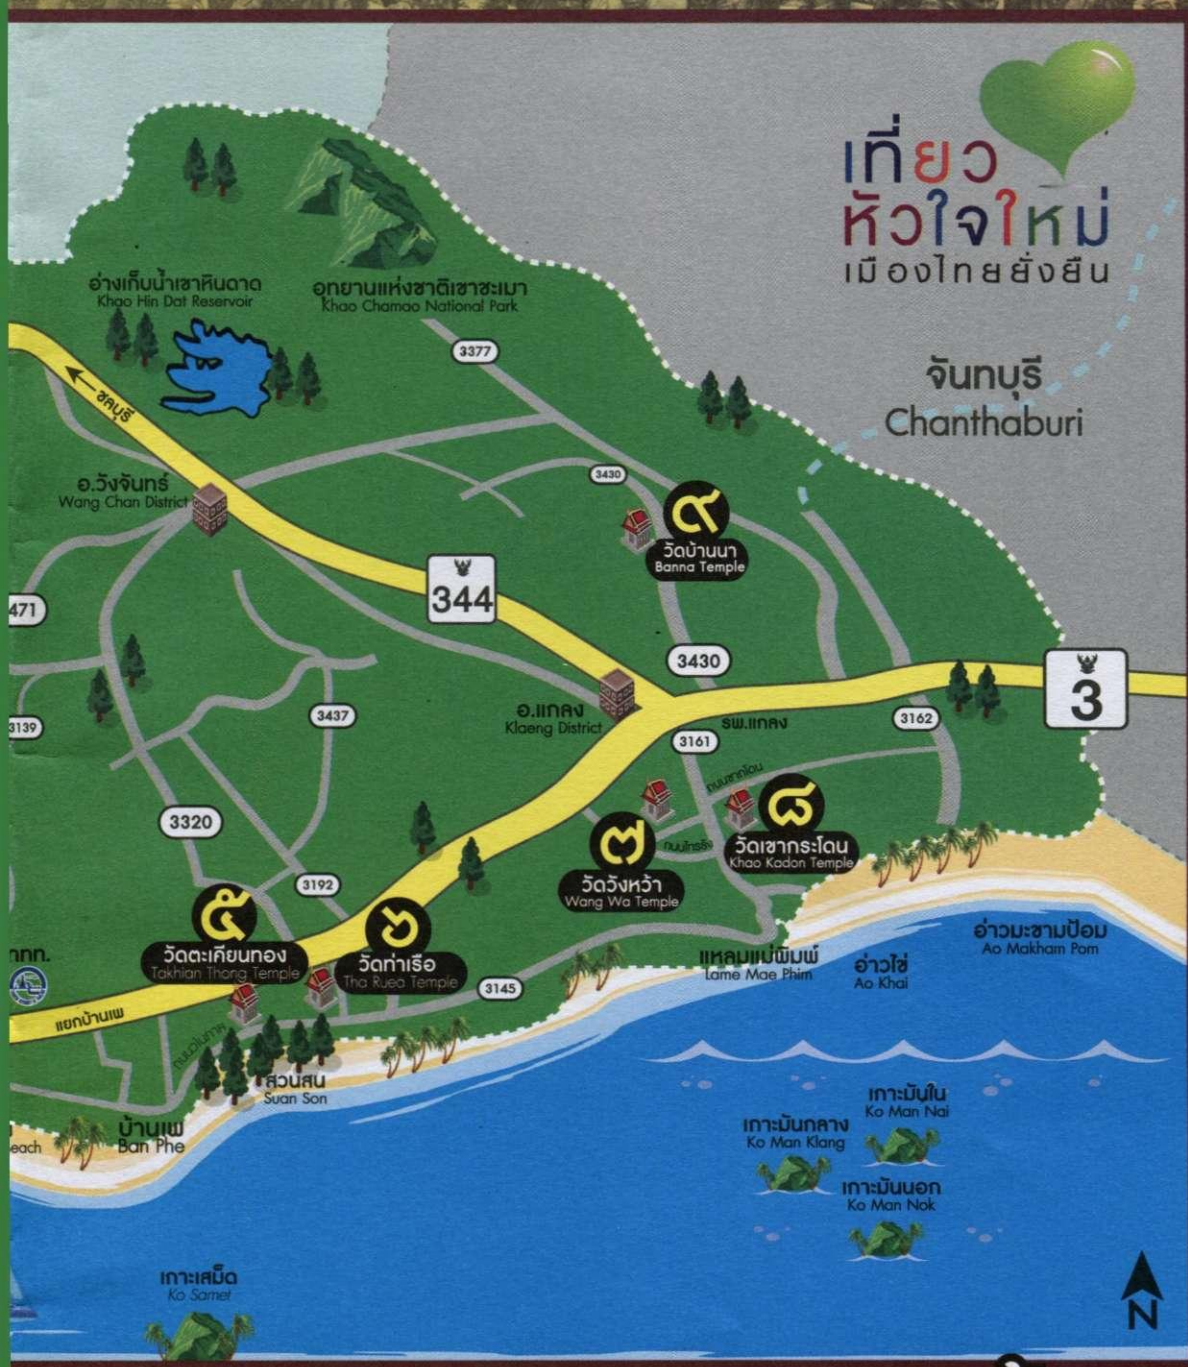 เที่ยว
หัวใจใหม่
เมืองไทยยั่งยืน
อ่างเก็บน้ำเขาหินดาด
Khao Hin Dat Reservoir
อุทยานแห่งชาติเขาชะเมา
Khao Chamao National Park
3377
จันทบุรี
Chanthaburi
ชลบุรี
อ.วังจันทร์
Wang Chan District
3430
๙
วัดบ้านนา
Banna Temple
344
471
3430
3
อ.แกลง
Klaeng District
3437
3139
รพ.แกลง
3162
3161
3320
๗
วัดวังหว้า
Wang Wa Temple
๘
วัดเขากระโดน
Khao Kadon Temple
3192
๕
วัดตะเคียนทอง
Takhian Thong Temple
๖
วัดท่าเรือ
Tha Ruea Temple
ททท.
แหลมแม่พิมพ์
Lame Mae Phim
อ่าวไข่
Ao Khai
อ่าวมะขามป้อม
Ao Makham Pom
3145
แยกบ้านเพ
สวนสน
Suan Son
บ้านเพ
Ban Phe
each
เกาะมันใน
Ko Man Nai
เกาะมันกลาง
Ko Man Klang
เกาะมันนอก
Ko Man Nok
เกาะเสม็ด
Ko Samet
N